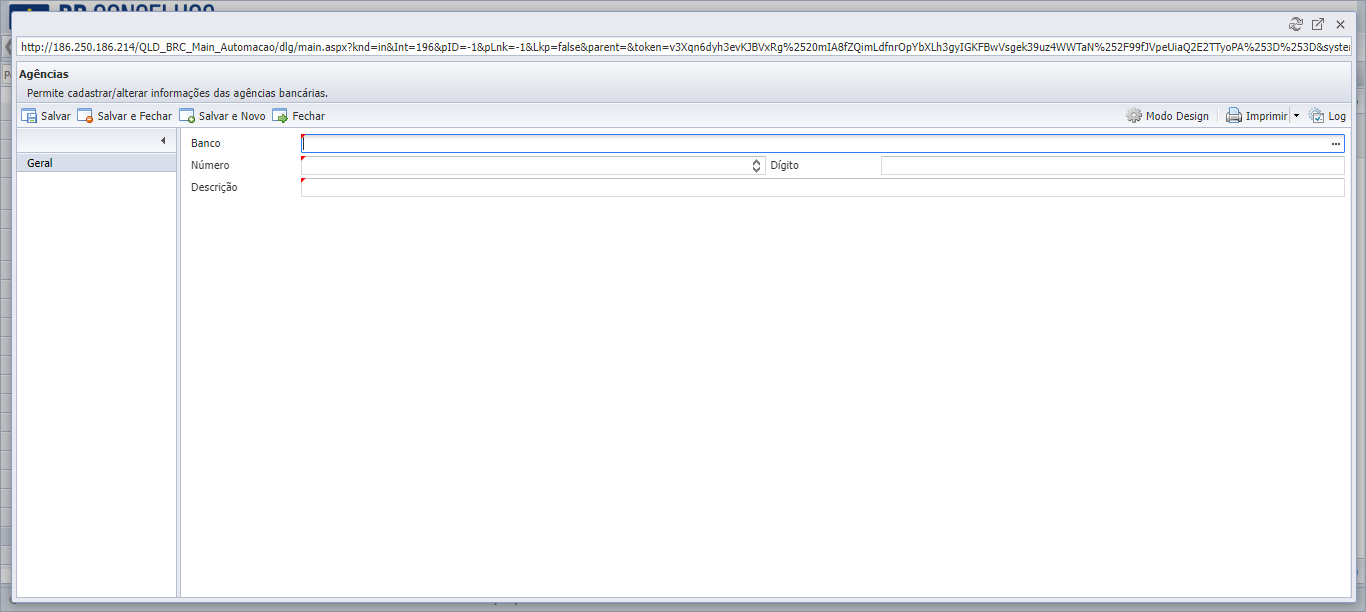 http://186.250.186.214/QLD_BRC_Main_Automacao/dlg/main.aspx?knd=in&Int=196&pID=-1&pLnk=-1&Lkp=false&parent=&token=v3Xqn6dyh3evKJBVxRg%2520mIA8fZQimLdfnrOpYbXLh3gyIGKFBwVsgek39uz4WWTaN%252F99fJVpeUiaQ2E2TTyoPA%253D%253D&system
Agências
Permite cadastrar/alterar informações das agências bancárias.
Salvar Salvar e Fechar Salvar e Novo Fechar Modo Design Imprimir Log
Geral
Banco
Número Dígito
Descrição